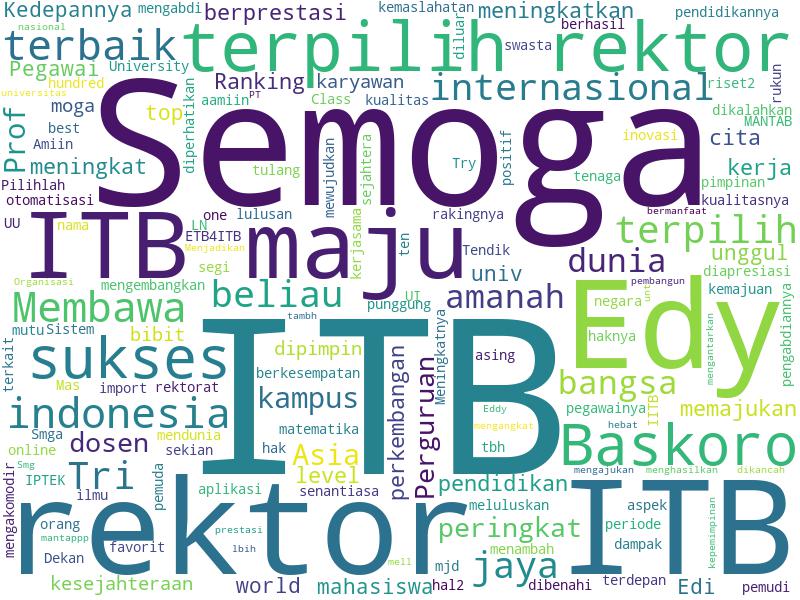 Kedepannya mengabdi berprestasi kemaslahatan meningkatkan pendidikannya
nasional terbaik terpilih rektor diluar berhasil swasta
Pegawai University Ranking karyawan internasional riset2 rukun
universitas hundred moga top aamiin PT Class kualitas dikalahkan MANTAB
Prof best Amiin diperhatikan Semoga Try positif inovasi cita
meningkat tulang mewujudkan sejahtera tenaga kerja pimpinan
Pilihlah otomatisasi kualitasnya bermanfaat
UU nama ITB LN one lulusan maju rakingnya terpilih
ETB4ITB Menjadikan kerjasama ten Tendik dunia unggul
Organisasi mengembangkan segi beliau UI univ amanah diapresiasi
Membawa punggung Edy negara unt pembangun kemajuan
mutu Sistem bibit tambh ITB haknya mengantarkan pengabdiannya
terkait sukses dipimpin asing bangsa
Mas import rektorat berkesempatan perkembangan Perguruan Meningkatnya
indonesia kampus Eddy pegawainya IITB memajukan
Smga mendunia matematika mengangkat hebat
online dosen sekian hak Asia tbh Baskoro
Smg IPTEK Tri pemuda level mengajukan menghasilkan dikancah
mengakomodir ilmu aplikasi senantiasa pendidikan
orang rektor meluluskan ITB aspek
mantappp favorit prestasi peringkat periode kepemimpinan
Dekan lbih menambah dampak
kesejahteraan world mell mahasiswa mjd hal2 jaya dibenahi terdepan Edi pemudi